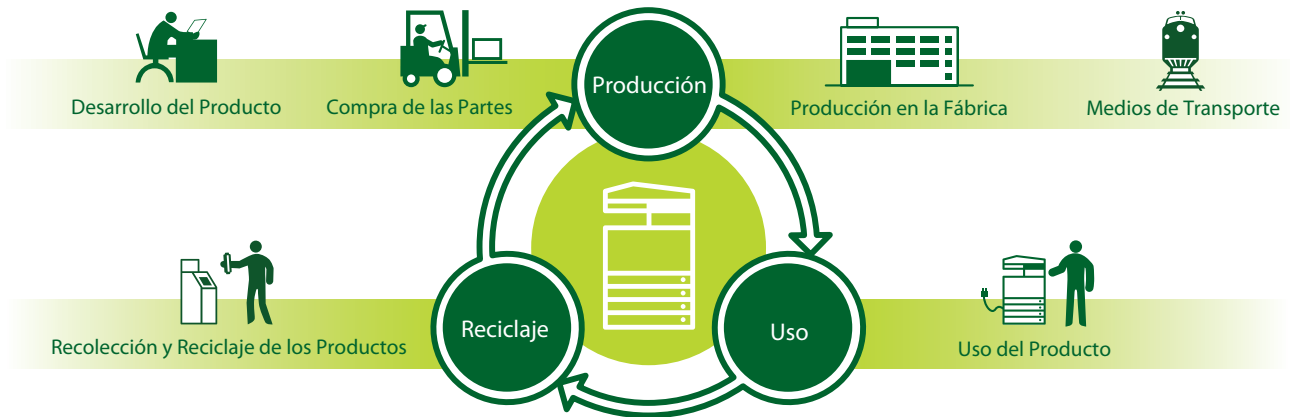 Producción
Desarrollo del Producto
Compra de las Partes
Producción en la Fábrica
Medios de Transporte
Reciclaje
Uso
Recolección y Reciclaje de los Productos
Uso del Producto